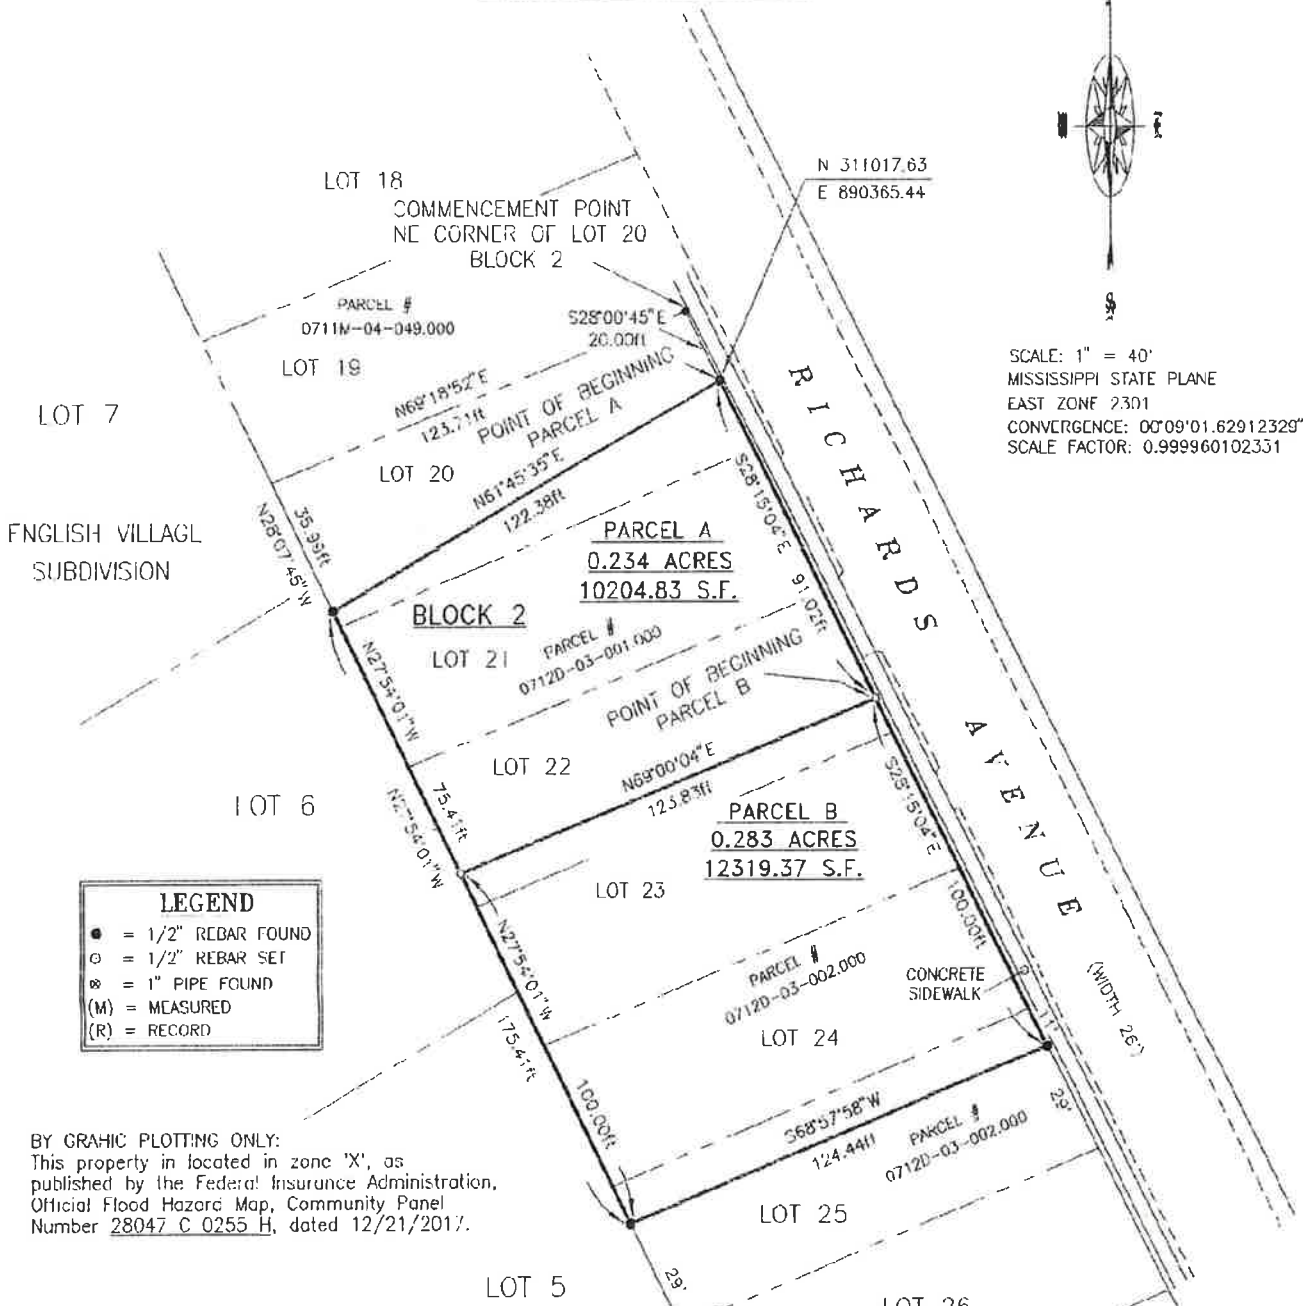 N 311017.63
E 890365.44
LOT 18
COMMENCEMENT POINT
NE CORNER OF LOT 20
BLOCK 2
PARCEL #
0711M-04-049.000
S28°00'45"E
20.00ft
LOT 19
N69°18'52"E
123.71ft
POINT OF BEGINNING
PARCEL A
LOT 7
LOT 20
N61°45'35"E
122.38ft
SCALE: 1" = 40'
MISSISSIPPI STATE PLANE
EAST ZONE 2301
CONVERGENCE: 00°09'01.62912329"
SCALE FACTOR: 0.999960102331
RICHARDS AVENUE
(WIDTH 26')
S28°15'04"E
91.02ft
35.99ft
N28°07'45"W
ENGLISH VILLAGE
SUBDIVISION
PARCEL A
0.234 ACRES
10204.83 S.F.
BLOCK 2
LOT 21
PARCEL #
0712D-03-001.000
N27°54'01"W
75.41ft
POINT OF BEGINNING
PARCEL B
LOT 22
N69°00'04"E
123.83ft
LOT 6
N27°54'01"W
175.41ft
PARCEL B
0.283 ACRES
12319.37 S.F.
S28°15'04"E
100.00ft
LOT 23
LEGEND
● = 1/2" REBAR FOUND
○ = 1/2" REBAR SET
⊗ = 1" PIPE FOUND
(M) = MEASURED
(R) = RECORD
N27°54'01"W
100.00ft
PARCEL #
0712D-03-002.000
CONCRETE
SIDEWALK
LOT 24
11'
S68°57'58"W
124.44ft
29'
PARCEL #
0712D-03-002.000
BY GRAHIC PLOTTING ONLY:
This property in located in zone 'X', as
published by the Federal Insurance Administration,
Official Flood Hazard Map, Community Panel
Number 28047 C 0255 H, dated 12/21/2017.
LOT 25
LOT 5
29'
LOT 26